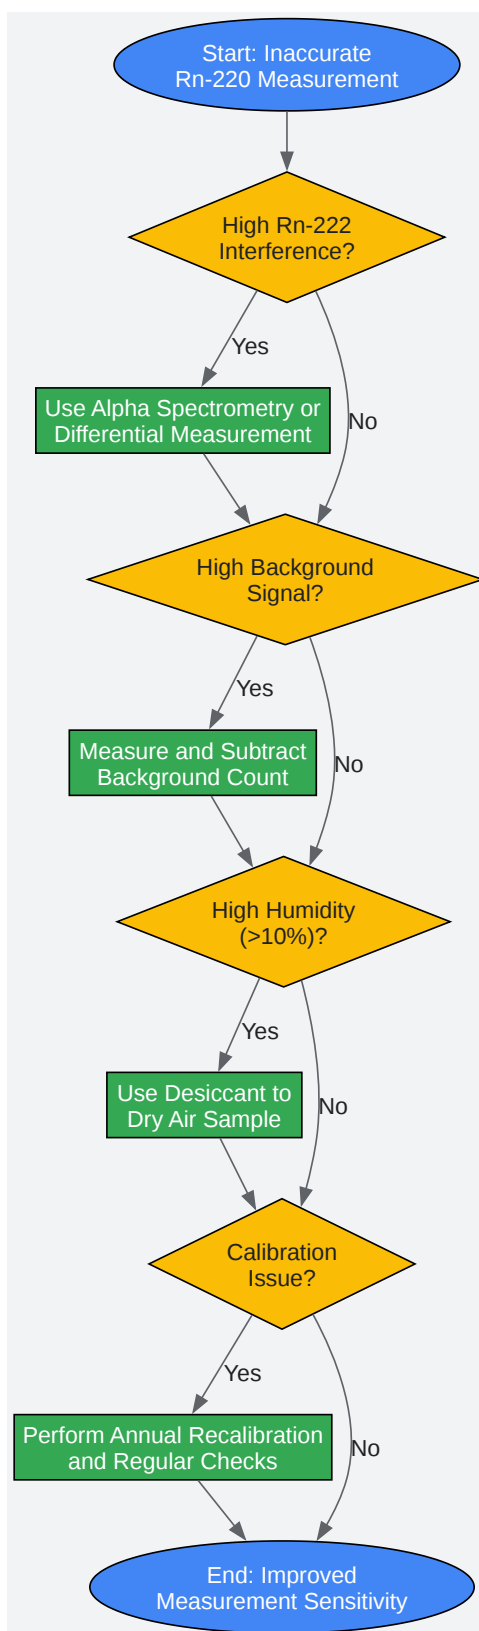 Start: Inaccurate
Rn-220 Measurement
High Rn-222
Interference?
Yes
No
Use Alpha Spectrometry or
Differential Measurement
High Background
Signal?
Yes
No
Measure and Subtract
Background Count
High Humidity
(>10%)?
Yes
No
Use Desiccant to
Dry Air Sample
Calibration
Issue?
Yes
No
Perform Annual Recalibration
and Regular Checks
End: Improved
Measurement Sensitivity